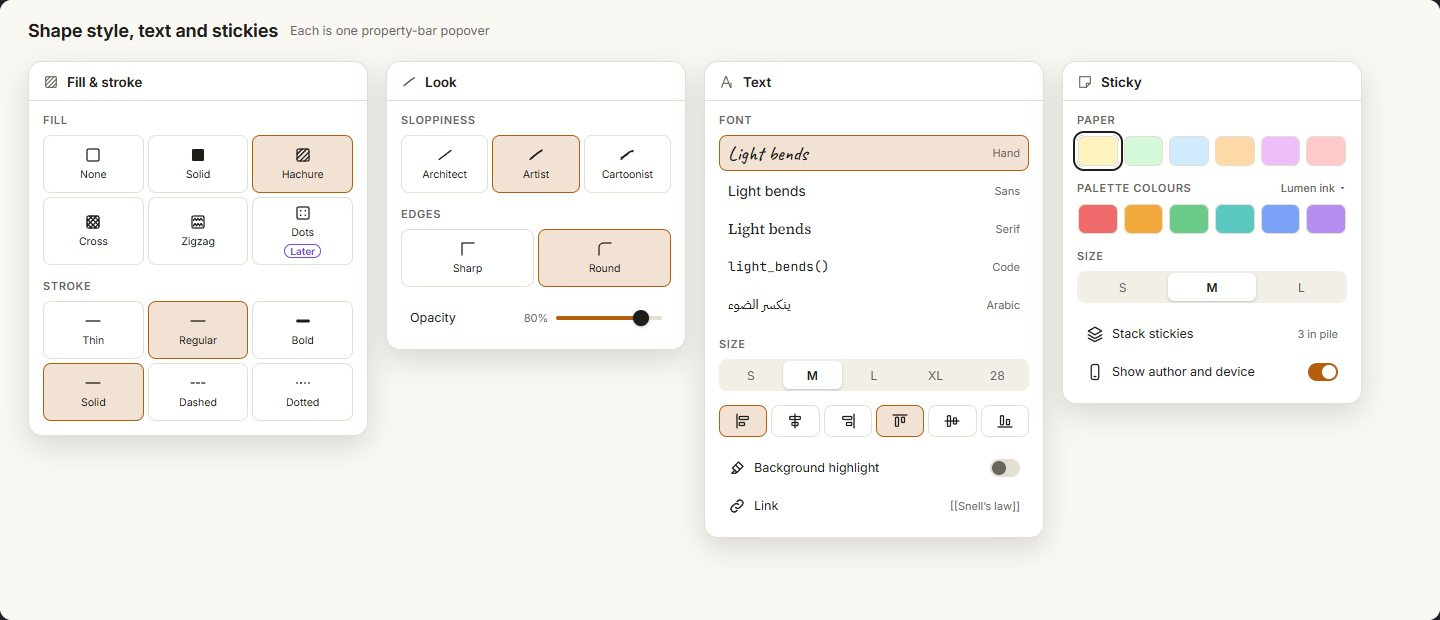 Shape style, text and stickies Each is one property-bar popover
Fill & stroke
FILL
None Solid Hachure
Cross Zigzag Dots
Later
STROKE
Thin Regular Bold
Solid Dashed Dotted
Look
SLOPPINESS
Architect Artist Cartoonist
EDGES
Sharp Round
Opacity 80%
Text
FONT
Light bends Hand
Light bends Sans
Light bends Serif
light_bends() Code
ينكسر الضوء Arabic
SIZE
S M L XL 28
Background highlight
Link [[Snell’s law]]
Sticky
PAPER
PALETTE COLOURS Lumen ink
SIZE
S M L
Stack stickies 3 in pile
Show author and device